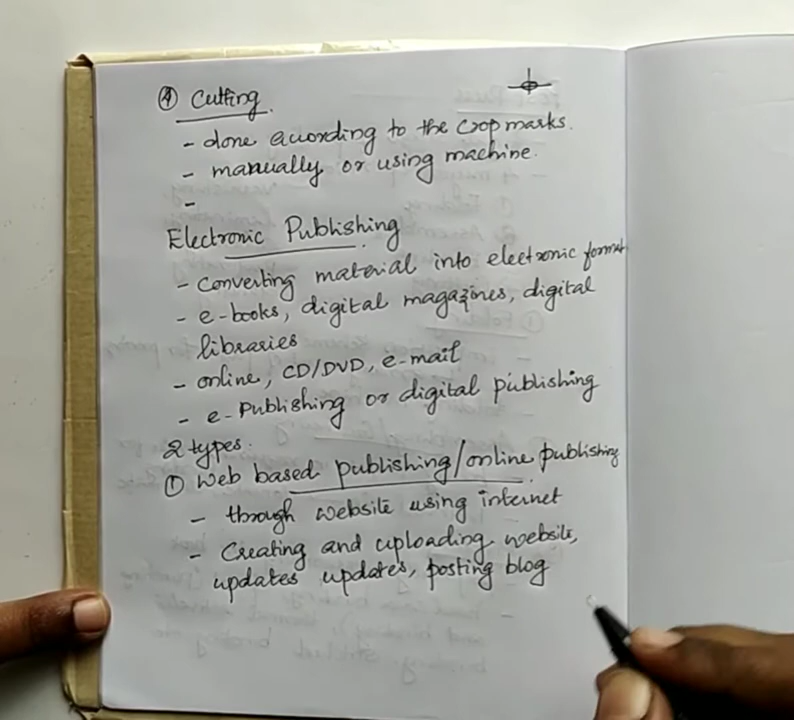 ④ Cutting.
- done according to the Crop marks.
- manually or using machine.
-
Electronic Publishing.
- Converting material into electronic format
- e-books, digital magazines, digital
libraries
- online, CD/DVD, e-mail
- e-Publishing or digital publishing
2 types.
① Web based publishing/online publishing
- through website using internet
- Creating and uploading website,
updates updates, posting blog